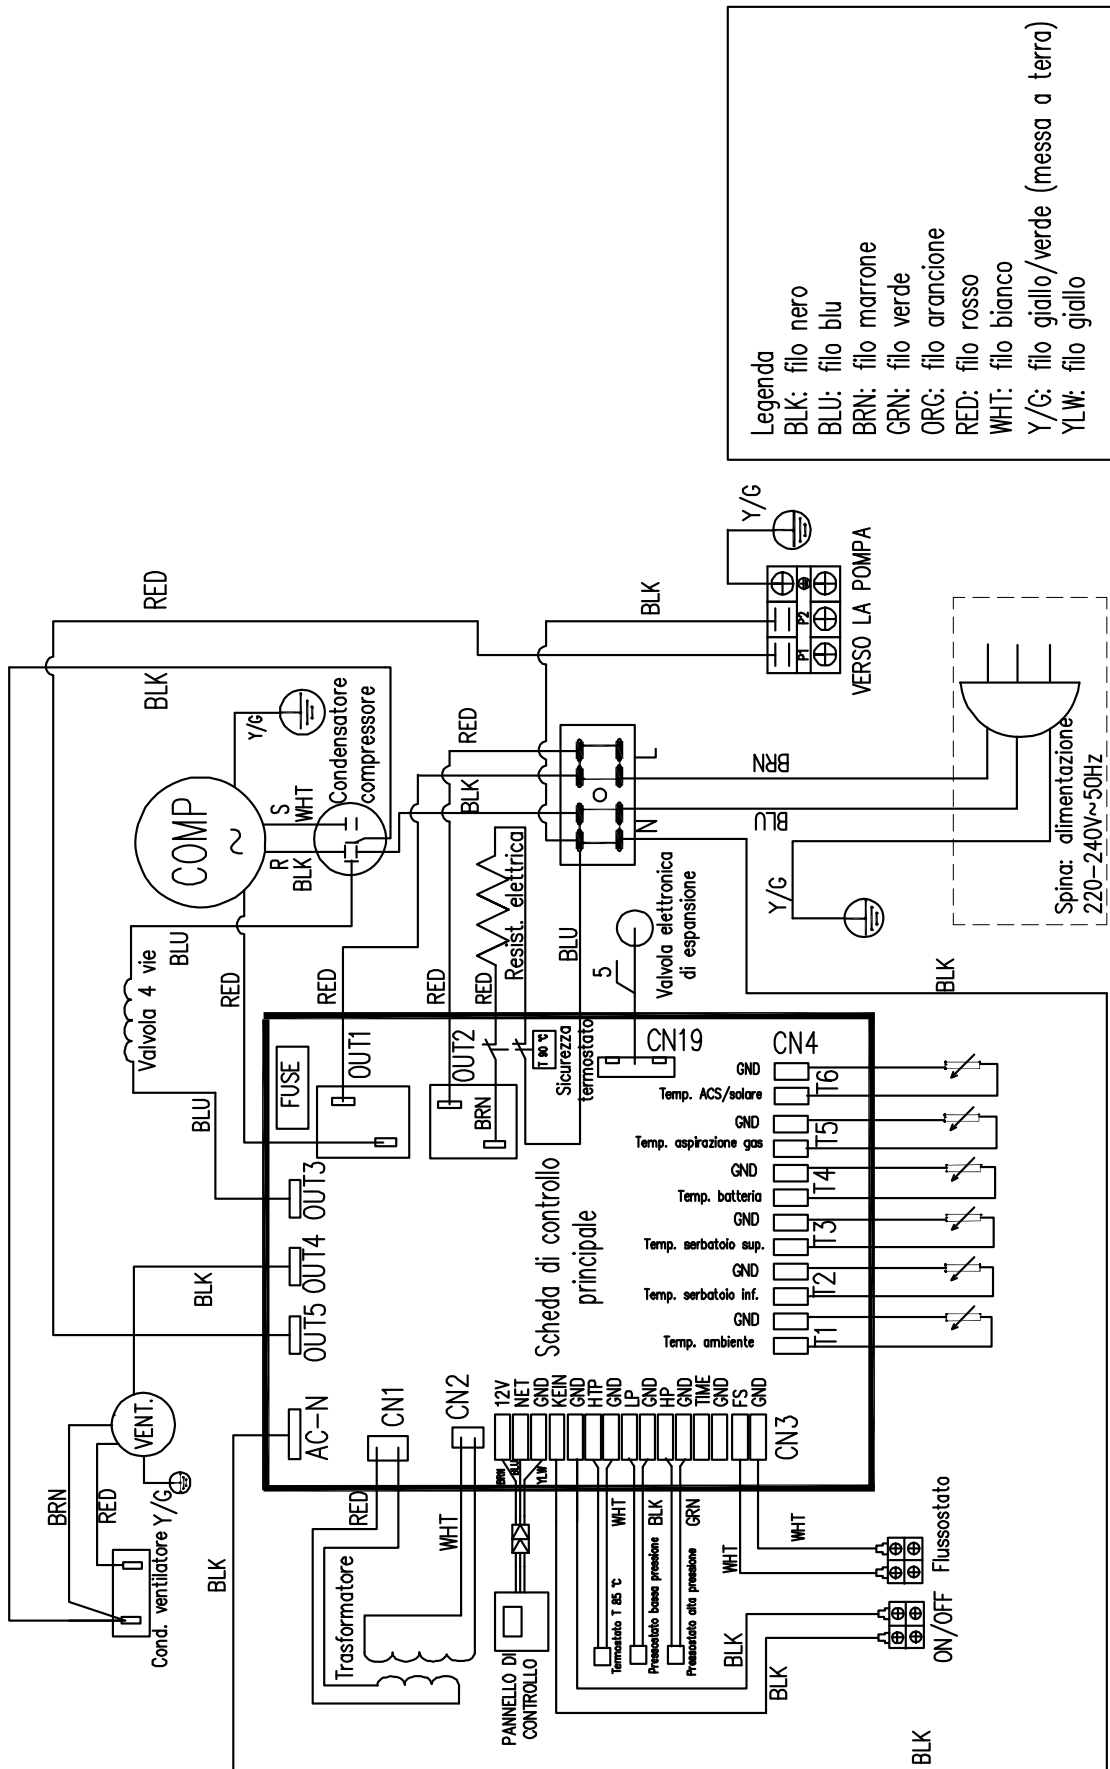 Cond. ventilatore
BRN
RED
Y/G
VENT.
BLK
BLK
RED
BLK
COMP
~
Y/G
S
WHT
R
BLK
Condensatore
compressore
Valvola 4 vie
BLU
BLU
RED
AC-N
OUT5
OUT4
OUT3
FUSE
OUT1
RED
OUT2
RED
BRN
RED
T 90 °C
Sicurezza
termostato
Resist. elettrica
RED
BLK
BLU
L
N
5
Valvola elettronica
di espansione
CN19
CN1
CN2
RED
WHT
Trasformatore
Scheda di controllo
principale
PANNELLO DI
CONTROLLO
BRN
BLU
YLW
12V
NET
GND
KEIN
GND
HTP
GND
LP
GND
HP
GND
TIME
GND
FS
GND
CN3
Termostato T 85 °C
WHT
Pressostato bassa pressione
BLK
Pressostato alta pressione
GRN
BLK
BLK
WHT
WHT
ON/OFF
Flussostato
CN4
Temp. ambiente
GND
T1
Temp. serbatoio inf.
GND
T2
Temp. serbatoio sup.
GND
T3
Temp. batteria
GND
T4
Temp. aspirazione gas
GND
T5
Temp. ACS/solare
GND
T6
BLK
BLK
BLK
P1
P2
Y/G
VERSO LA POMPA
BRN
BLU
Y/G
Spina: alimentazione
220-240V~50Hz
Legenda
BLK: filo nero
BLU: filo blu
BRN: filo marrone
GRN: filo verde
ORG: filo arancione
RED: filo rosso
WHT: filo bianco
Y/G: filo giallo/verde (messa a terra)
YLW: filo giallo